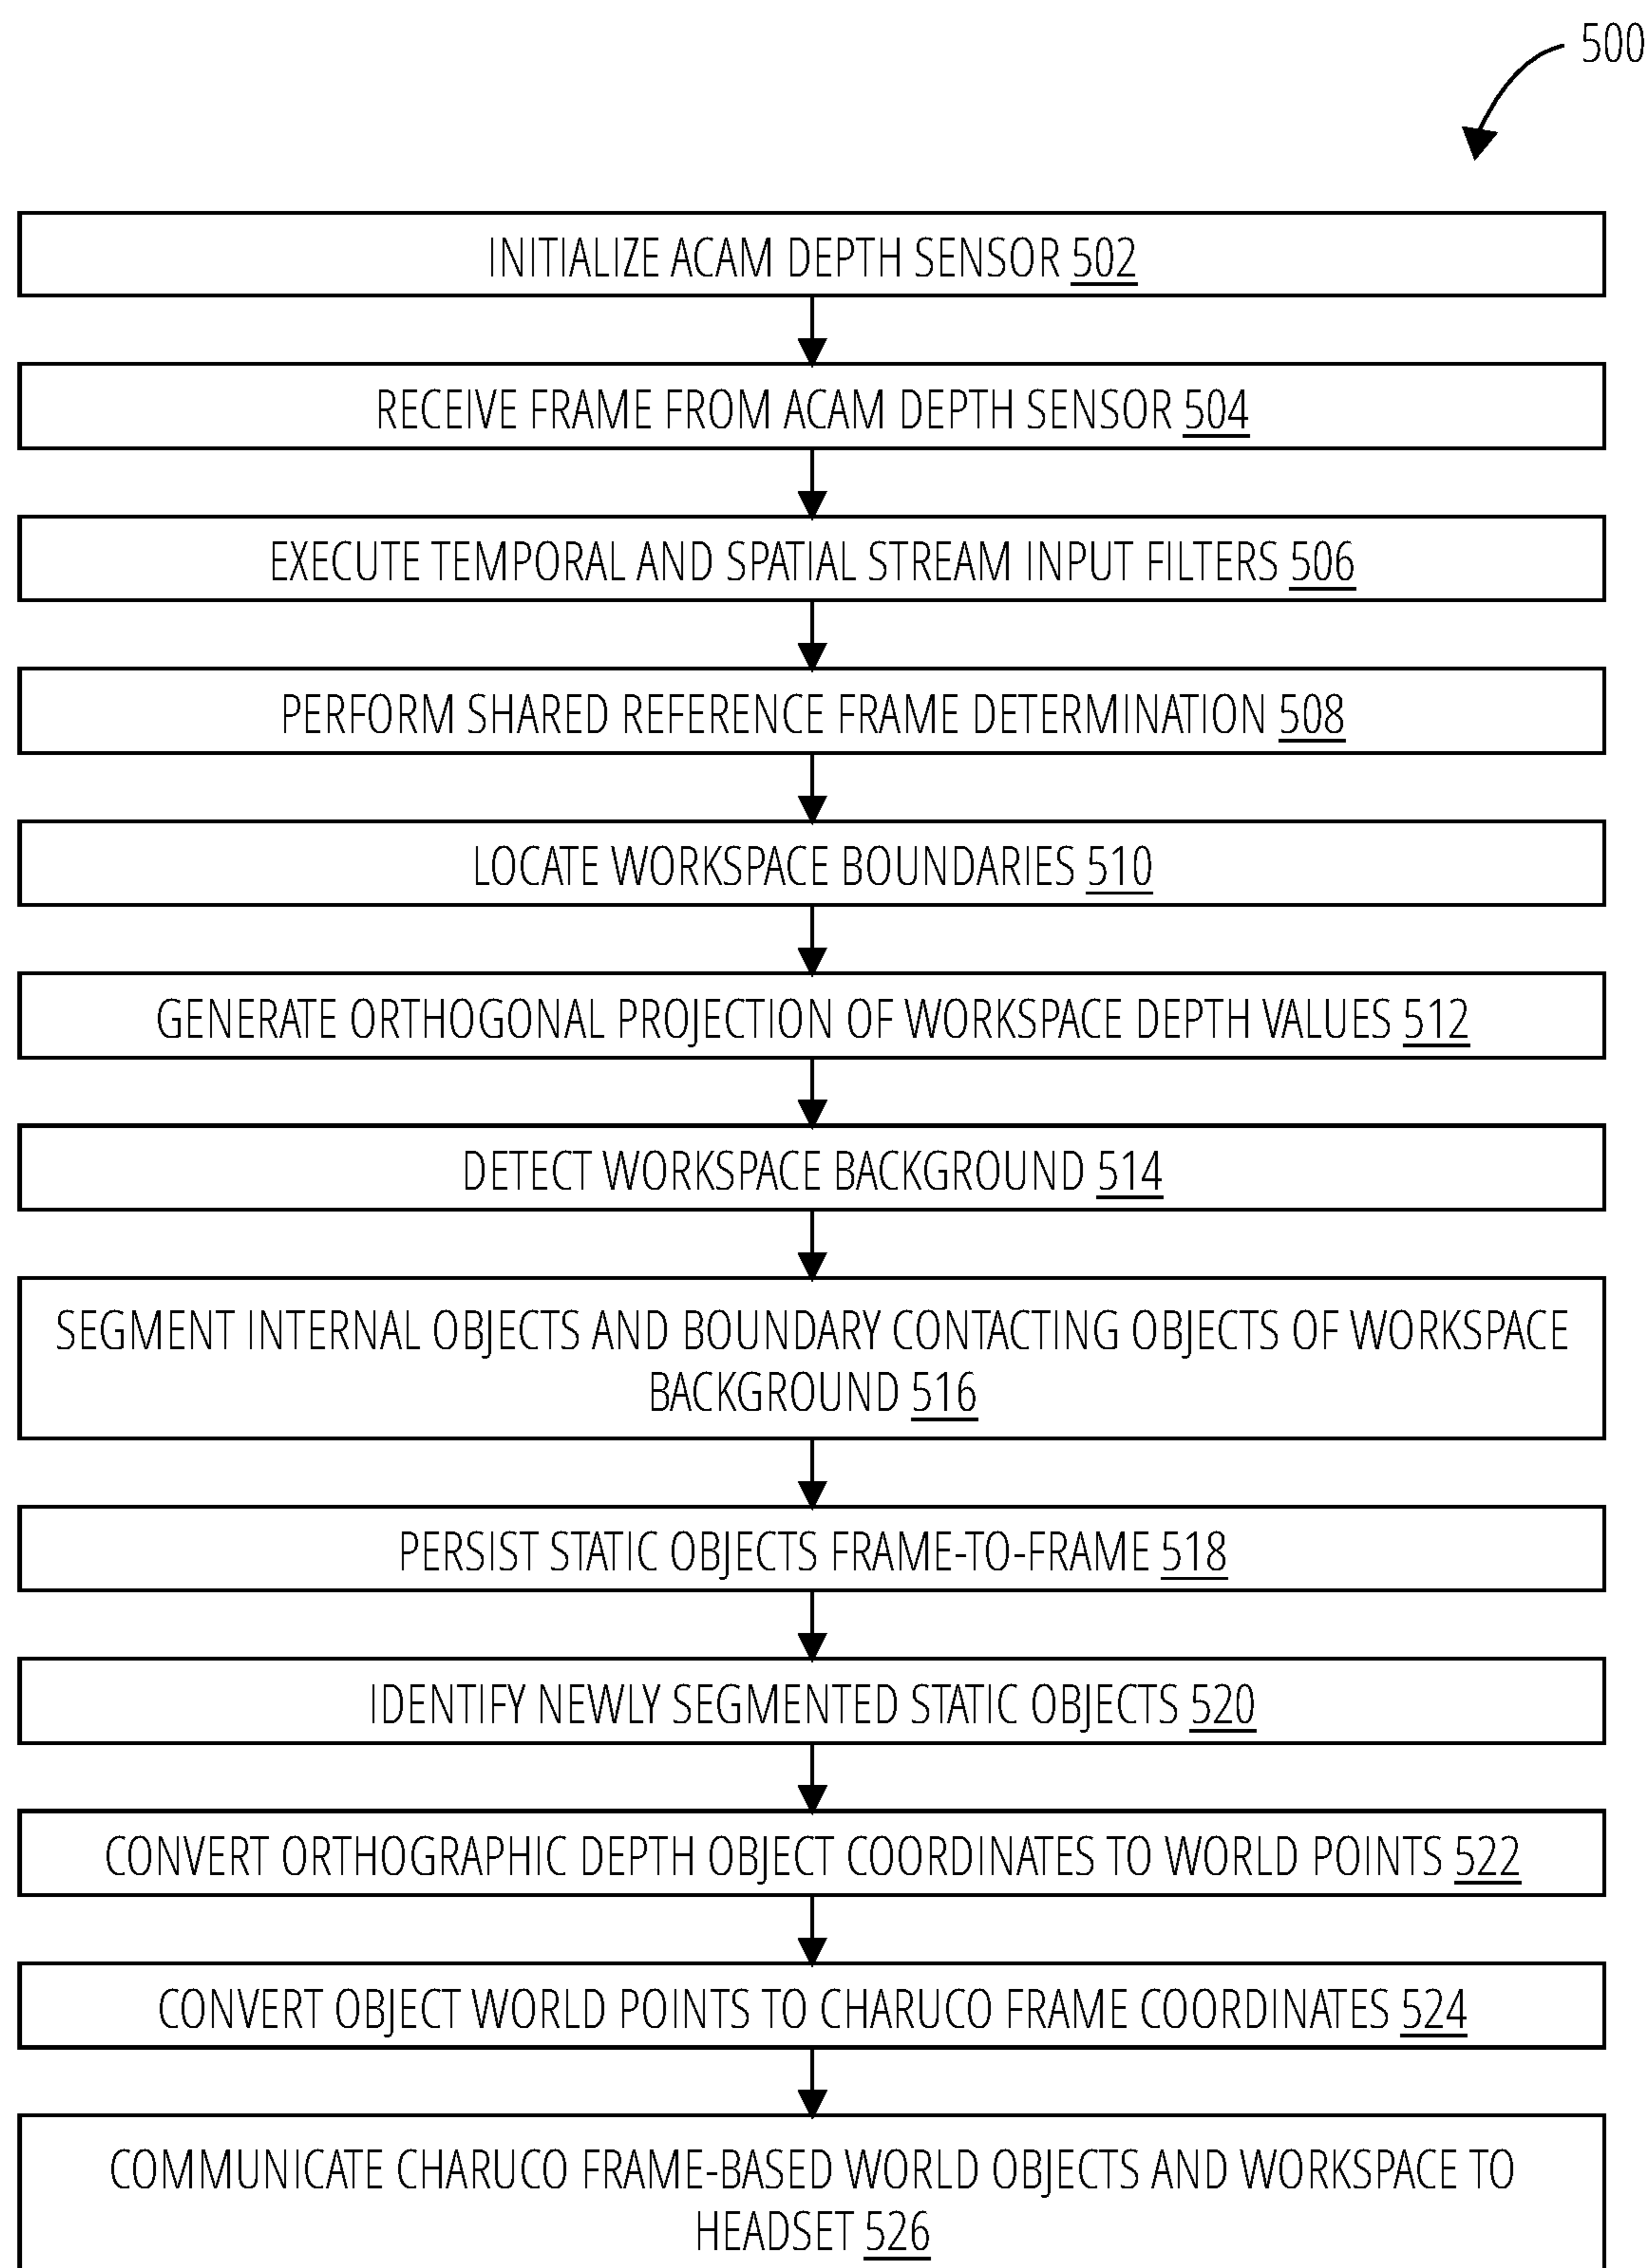 500
INITIALIZE ACAM DEPTH SENSOR 502
RECEIVE FRAME FROM ACAM DEPTH SENSOR 504
EXECUTE TEMPORAL AND SPATIAL STREAM INPUT FILTERS 506
PERFORM SHARED REFERENCE FRAME DETERMINATION 508
LOCATE WORKSPACE BOUNDARIES 510
GENERATE ORTHOGONAL PROJECTION OF WORKSPACE DEPTH VALUES 512
DETECT WORKSPACE BACKGROUND 514
SEGMENT INTERNAL OBJECTS AND BOUNDARY CONTACTING OBJECTS OF WORKSPACE
BACKGROUND 516
PERSIST STATIC OBJECTS FRAME-TO-FRAME 518
IDENTIFY NEWLY SEGMENTED STATIC OBJECTS 520
CONVERT ORTHOGRAPHIC DEPTH OBJECT COORDINATES TO WORLD POINTS 522
CONVERT OBJECT WORLD POINTS TO CHARUCO FRAME COORDINATES 524
COMMUNICATE CHARUCO FRAME-BASED WORLD OBJECTS AND WORKSPACE TO
HEADSET 526